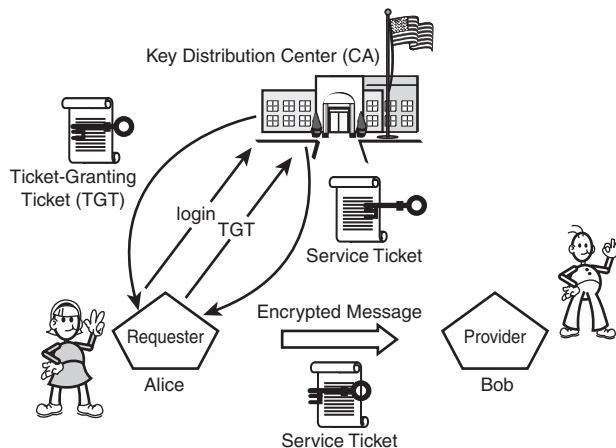 Key Distribution Center (CA)
Ticket-Granting
Ticket (TGT)
login
TGT
Service Ticket
Encrypted Message
Requester
Provider
Alice
Bob
Service Ticket